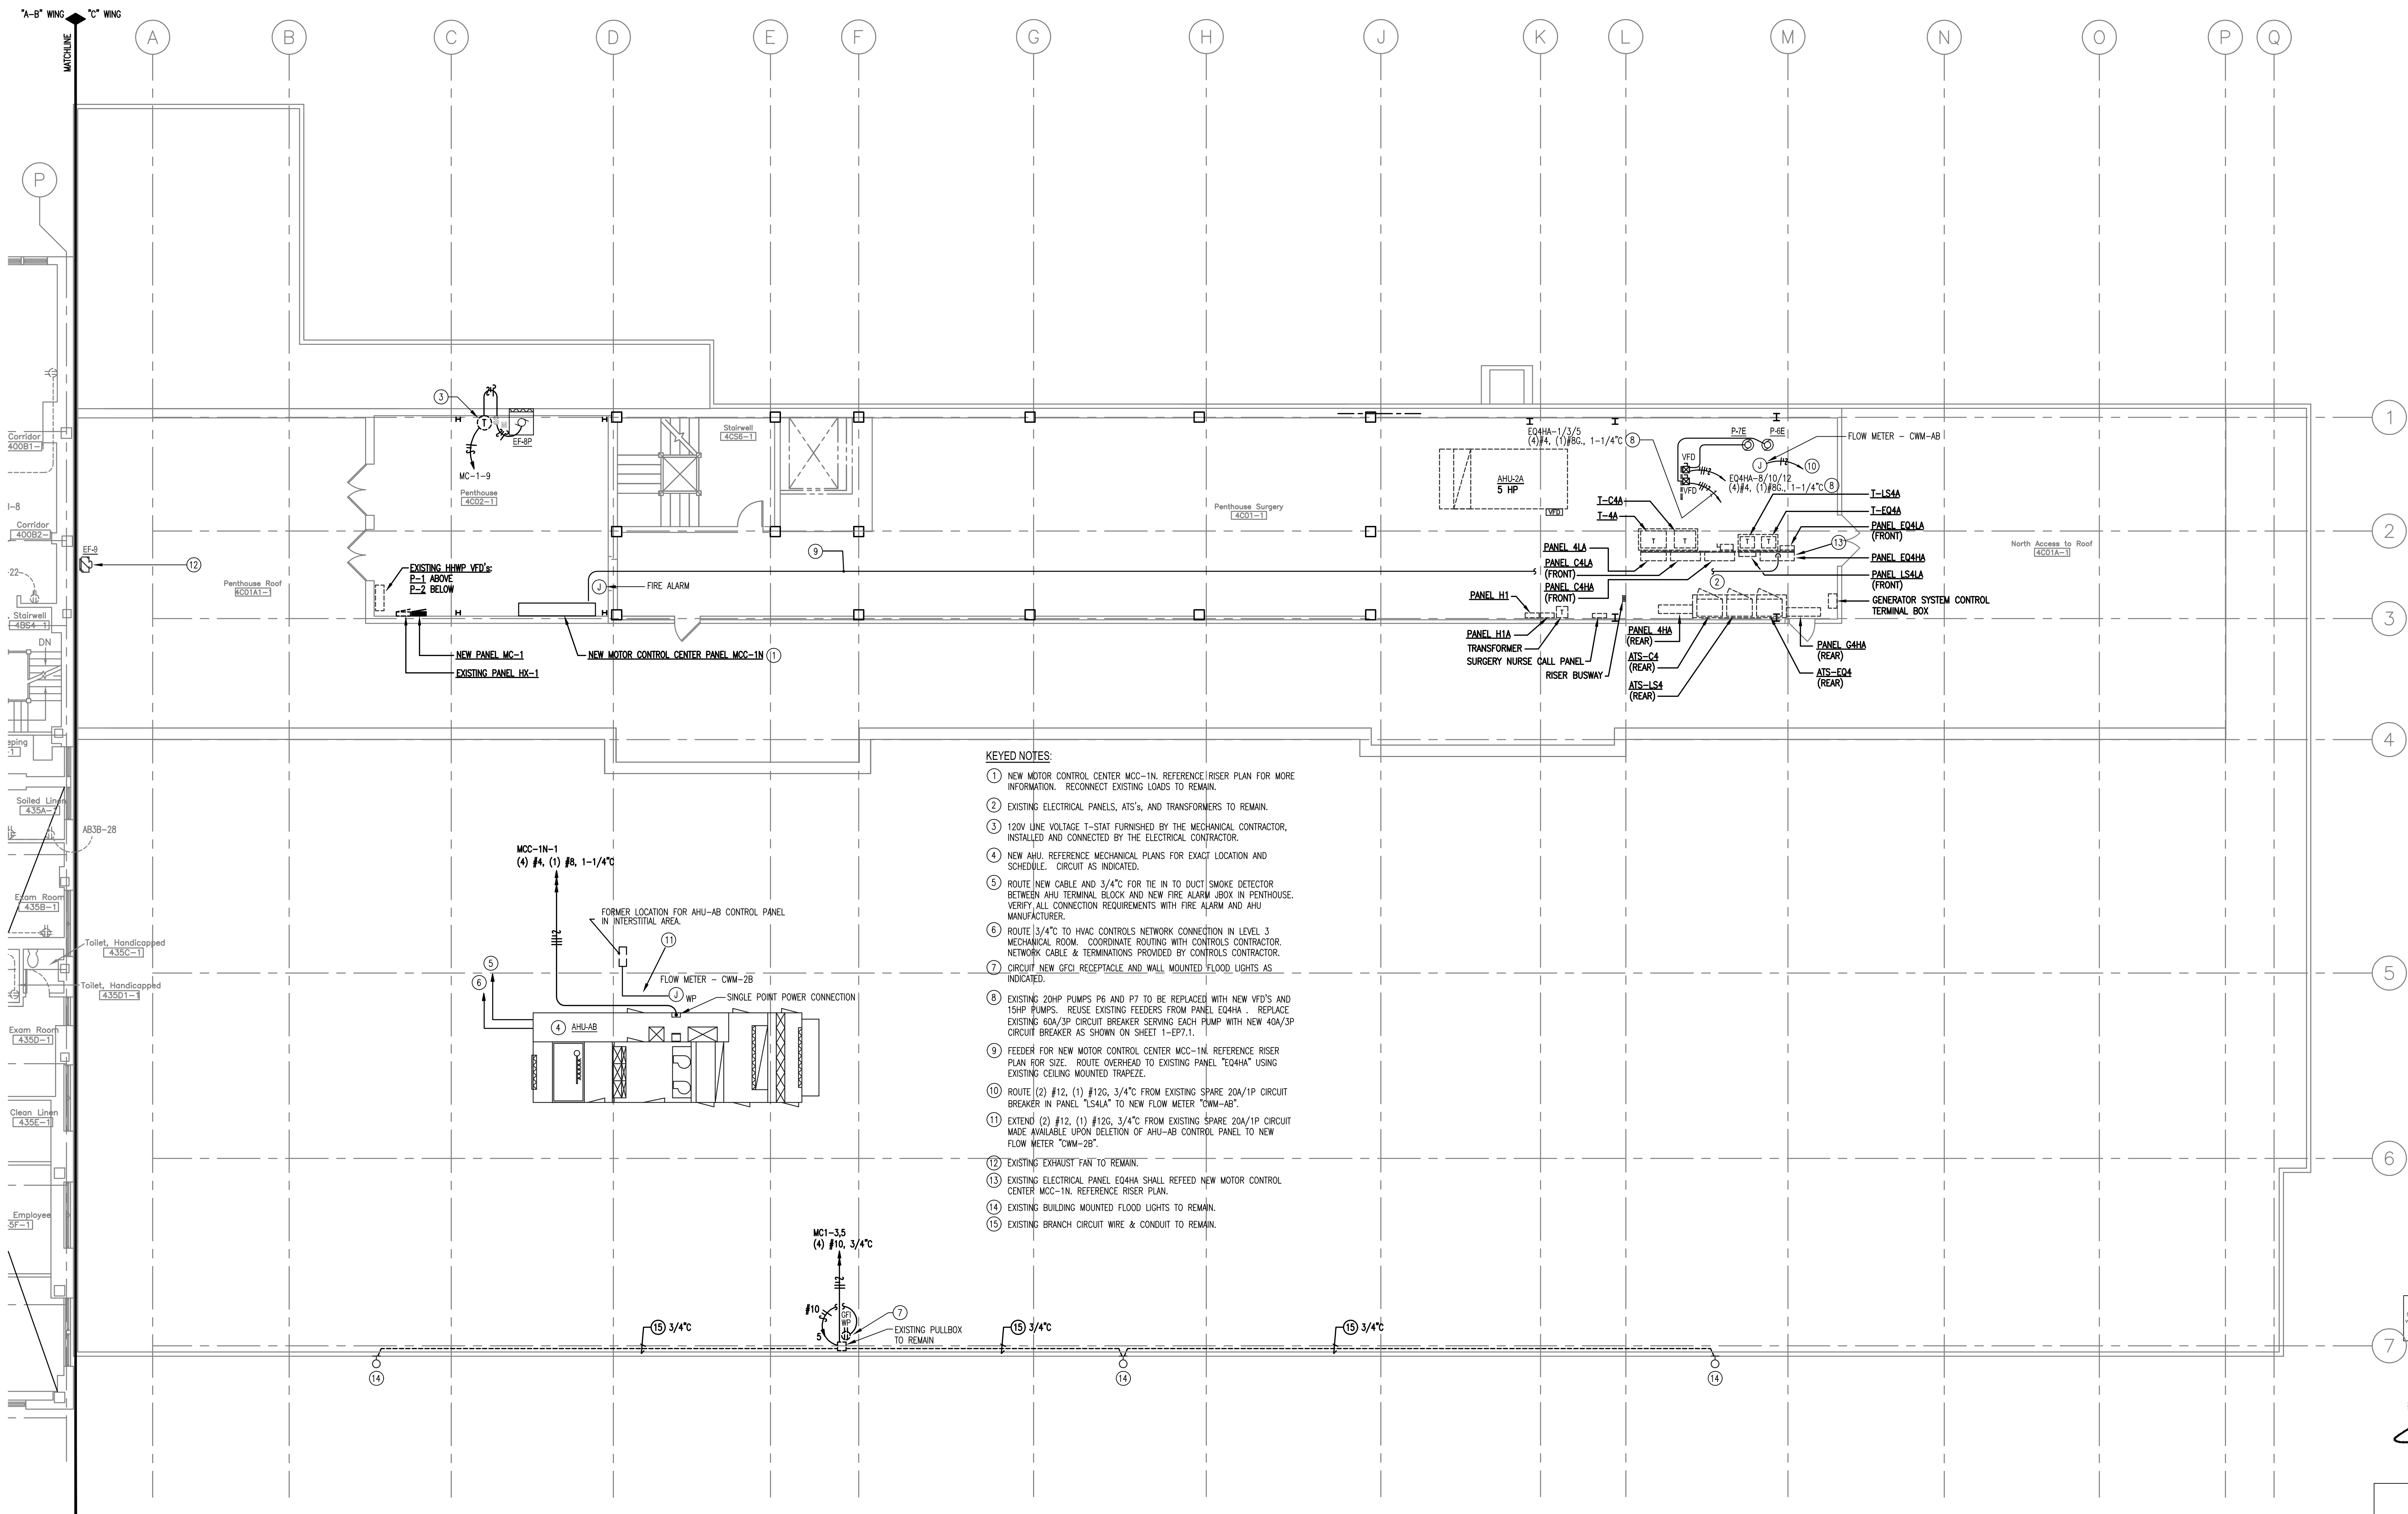 "A-B" WING
"C" WING
MATCHLINE
A
B
C
D
E
F
G
H
J
K
L
M
N
O
P
Q
P
1
2
3
4
5
6
7
Corridor
400B1-
Corridor
400B2-
-22
Stairwell
4BS4-1
DN
Soiled Linen
435A-1
AB3B-28
Exam Room
435B-1
Toilet, Handicapped
435C-1
Toilet, Handicapped
435D1-1
Exam Room
435D-1
Clean Linen
435E-1
Employee
5F-1
EF-9
12
Penthouse Roof
4C01A1-1
3
T
EF-8P
MC-1-9
Penthouse
4C02-1
EXISTING HHWP VFD's:
P-1 ABOVE
P-2 BELOW
NEW PANEL MC-1
EXISTING PANEL HX-1
NEW MOTOR CONTROL CENTER PANEL MCC-1N 1
J FIRE ALARM
Stairwell
4CS6-1
9
Penthouse Surgery
4C01-1
AHU-2A
5 HP
VFD
EQ4HA-1/3/5
(4)#4, (1)#8G., 1-1/4"C 8
P-7E
P-6E
FLOW METER - CWM-AB
VFD
VFD
J
10
EQ4HA-8/10/12
(4)#4, (1)#8G., 1-1/4"C 8
T-C4A
T-4A
T
T
T
T
T-LS4A
T-EQ4A
PANEL EQ4LA
(FRONT)
13
PANEL EQ4HA
PANEL LS4LA
(FRONT)
GENERATOR SYSTEM CONTROL
TERMINAL BOX
PANEL 4LA
PANEL C4LA
(FRONT)
PANEL C4HA
(FRONT)
2
PANEL H1
T
PANEL H1A
TRANSFORMER
SURGERY NURSE CALL PANEL
RISER BUSWAY
PANEL 4HA
(REAR)
ATS-C4
(REAR)
ATS-LS4
(REAR)
PANEL G4HA
(REAR)
ATS-EQ4
(REAR)
North Access to Roof
4C01A-1
KEYED NOTES:
1 NEW MOTOR CONTROL CENTER MCC-1N. REFERENCE RISER PLAN FOR MORE
INFORMATION. RECONNECT EXISTING LOADS TO REMAIN.
2 EXISTING ELECTRICAL PANELS, ATS's, AND TRANSFORMERS TO REMAIN.
3 120V LINE VOLTAGE T-STAT FURNISHED BY THE MECHANICAL CONTRACTOR,
INSTALLED AND CONNECTED BY THE ELECTRICAL CONTRACTOR.
4 NEW AHU. REFERENCE MECHANICAL PLANS FOR EXACT LOCATION AND
SCHEDULE. CIRCUIT AS INDICATED.
5 ROUTE NEW CABLE AND 3/4"C FOR TIE IN TO DUCT SMOKE DETECTOR
BETWEEN AHU TERMINAL BLOCK AND NEW FIRE ALARM JBOX IN PENTHOUSE.
VERIFY ALL CONNECTION REQUIREMENTS WITH FIRE ALARM AND AHU
MANUFACTURER.
6 ROUTE 3/4"C TO HVAC CONTROLS NETWORK CONNECTION IN LEVEL 3
MECHANICAL ROOM. COORDINATE ROUTING WITH CONTROLS CONTRACTOR.
NETWORK CABLE & TERMINATIONS PROVIDED BY CONTROLS CONTRACTOR.
7 CIRCUIT NEW GFCI RECEPTACLE AND WALL MOUNTED FLOOD LIGHTS AS
INDICATED.
8 EXISTING 20HP PUMPS P6 AND P7 TO BE REPLACED WITH NEW VFD'S AND
15HP PUMPS. REUSE EXISTING FEEDERS FROM PANEL EQ4HA . REPLACE
EXISTING 60A/3P CIRCUIT BREAKER SERVING EACH PUMP WITH NEW 40A/3P
CIRCUIT BREAKER AS SHOWN ON SHEET 1-EP7.1.
9 FEEDER FOR NEW MOTOR CONTROL CENTER MCC-1N. REFERENCE RISER
PLAN FOR SIZE. ROUTE OVERHEAD TO EXISTING PANEL "EQ4HA" USING
EXISTING CEILING MOUNTED TRAPEZE.
10 ROUTE (2) #12, (1) #12G, 3/4"C FROM EXISTING SPARE 20A/1P CIRCUIT
BREAKER IN PANEL "LS4LA" TO NEW FLOW METER "CWM-AB".
11 EXTEND (2) #12, (1) #12G, 3/4"C FROM EXISTING SPARE 20A/1P CIRCUIT
MADE AVAILABLE UPON DELETION OF AHU-AB CONTROL PANEL TO NEW
FLOW METER "CWM-2B".
12 EXISTING EXHAUST FAN TO REMAIN.
13 EXISTING ELECTRICAL PANEL EQ4HA SHALL REFEED NEW MOTOR CONTROL
CENTER MCC-1N. REFERENCE RISER PLAN.
14 EXISTING BUILDING MOUNTED FLOOD LIGHTS TO REMAIN.
15 EXISTING BRANCH CIRCUIT WIRE & CONDUIT TO REMAIN.
MCC-1N-1
(4) #4, (1) #8, 1-1/4"C
FORMER LOCATION FOR AHU-AB CONTROL PANEL
IN INTERSTITIAL AREA.
11
5
6
FLOW METER - CWM-2B
J WP
SINGLE POINT POWER CONNECTION
4 AHU-AB
MC1-3,5
(4) #10, 3/4"C
#10
GFI
WP
5
7
EXISTING PULLBOX
TO REMAIN
15 3/4"C
15 3/4"C
15 3/4"C
14
14
14